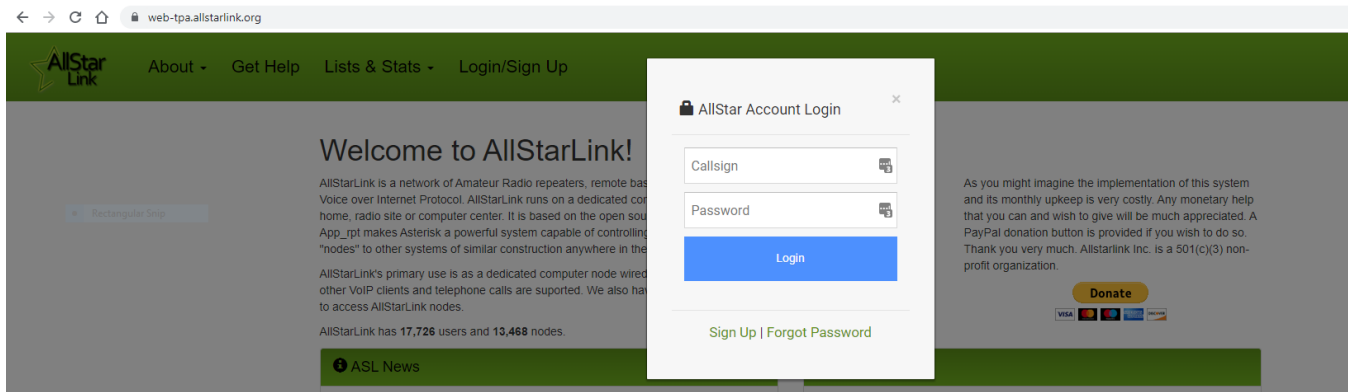 web-tpa.allstarlink.org
AllStar
Link
About
Get Help
Lists & Stats
Login/Sign Up
AllStar Account Login
×
Callsign
3
Password
3
Login
Sign Up | Forgot Password
Welcome to AllStarLink!
AllStarLink is a network of Amateur Radio repeaters, remote bas
Voice over Internet Protocol. AllStarLink runs on a dedicated cor
home, radio site or computer center. It is based on the open sou
App_rpt makes Asterisk a powerful system capable of controlling
"nodes" to other systems of similar construction anywhere in the
AllStarLink's primary use is as a dedicated computer node wired
other VoIP clients and telephone calls are suported. We also hav
to access AllStarLink nodes.
AllStarLink has 17,726 users and 13,468 nodes.
Rectangular Snip
As you might imagine the implementation of this system
and its monthly upkeep is very costly. Any monetary help
that you can and wish to give will be much appreciated. A
PayPal donation button is provided if you wish to do so.
Thank you very much. Allstarlink Inc. is a 501(c)(3) non-
profit organization.
Donate
VISA
ASL News